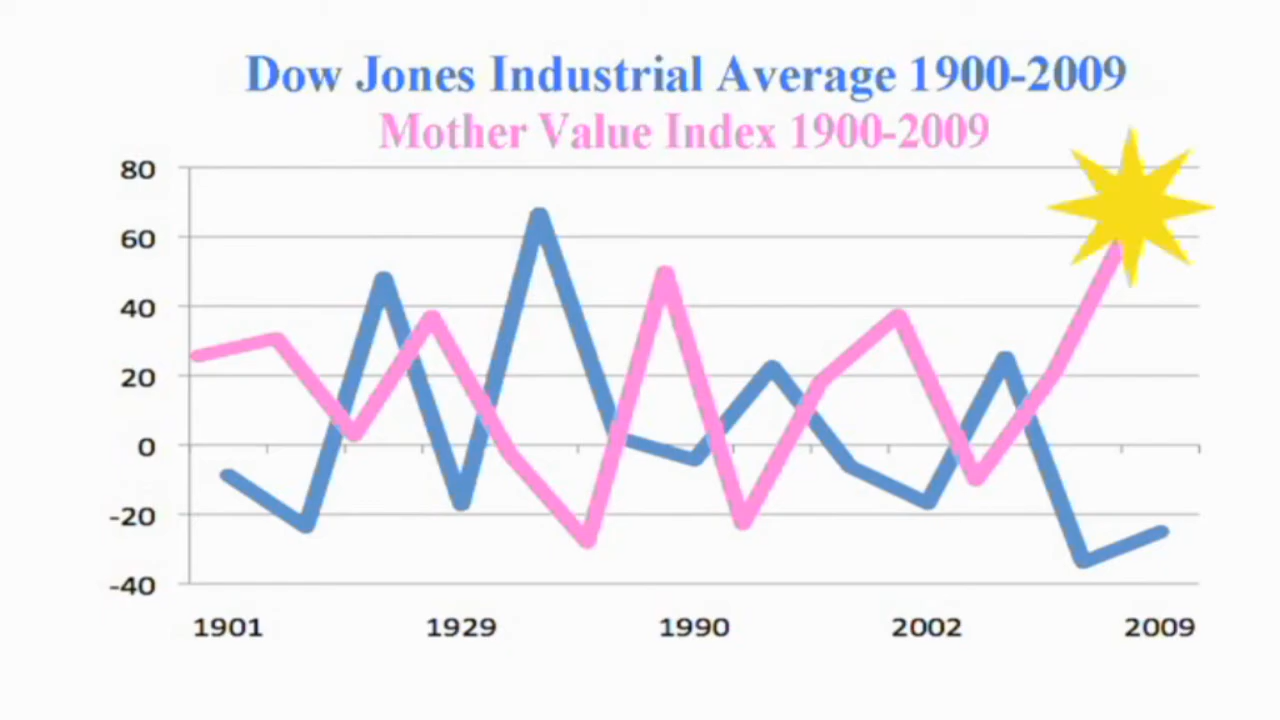 Dow Jones Industrial Average 1900-2009
Mother Value Index 1900-2009
80
60
40
20
0
-20
-40
1901 1929 1990 2002 2009